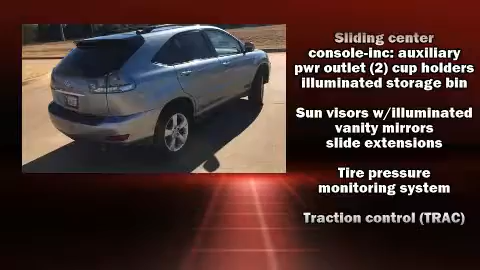 Sliding center
console-inc: auxiliary
pwr outlet (2) cup holders
illuminated storage bin
Sun visors w/illuminated
vanity mirrors
slide extensions
Tire pressure
monitoring system
Traction control (TRAC)